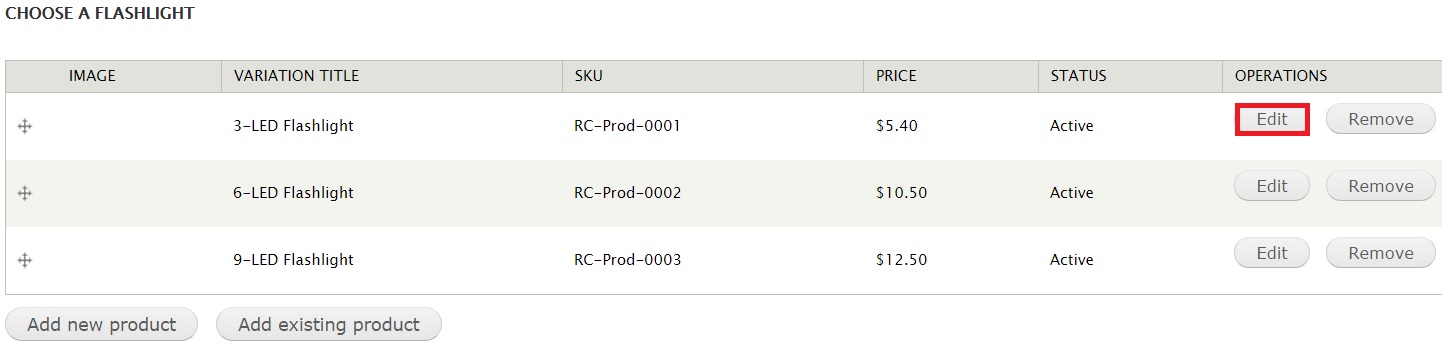 CHOOSE A FLASHLIGHT
IMAGE VARIATION TITLE SKU PRICE STATUS OPERATIONS
3-LED Flashlight RC-Prod-0001 $5.40 Active Edit Remove
6-LED Flashlight RC-Prod-0002 $10.50 Active Edit Remove
9-LED Flashlight RC-Prod-0003 $12.50 Active Edit Remove
Add new product Add existing product